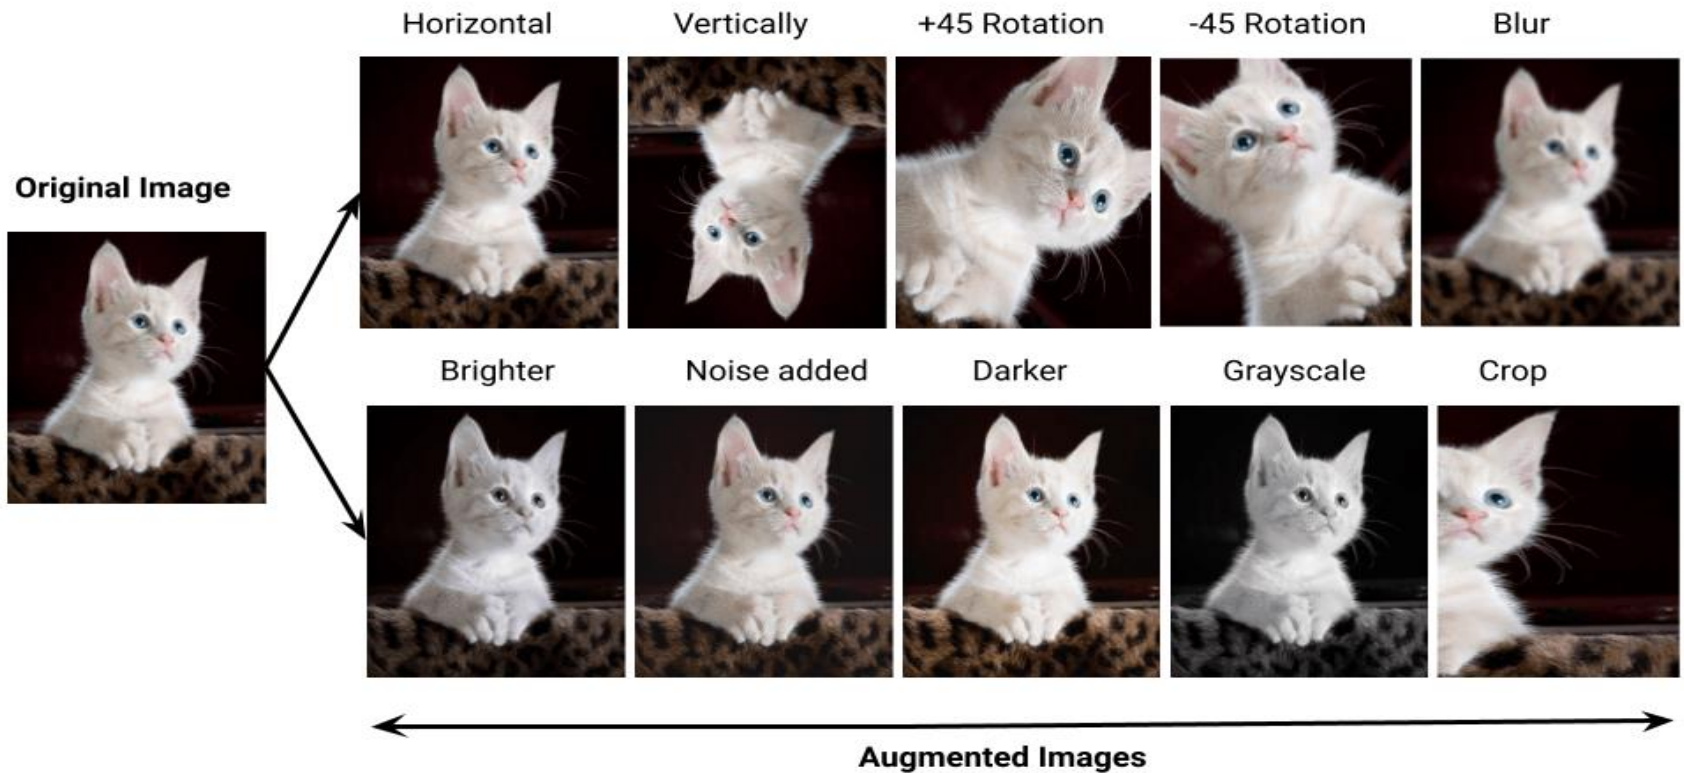 Horizontal
Vertically
+45 Rotation
-45 Rotation
Blur
Original Image
Brighter
Noise added
Darker
Grayscale
Crop
Augmented Images